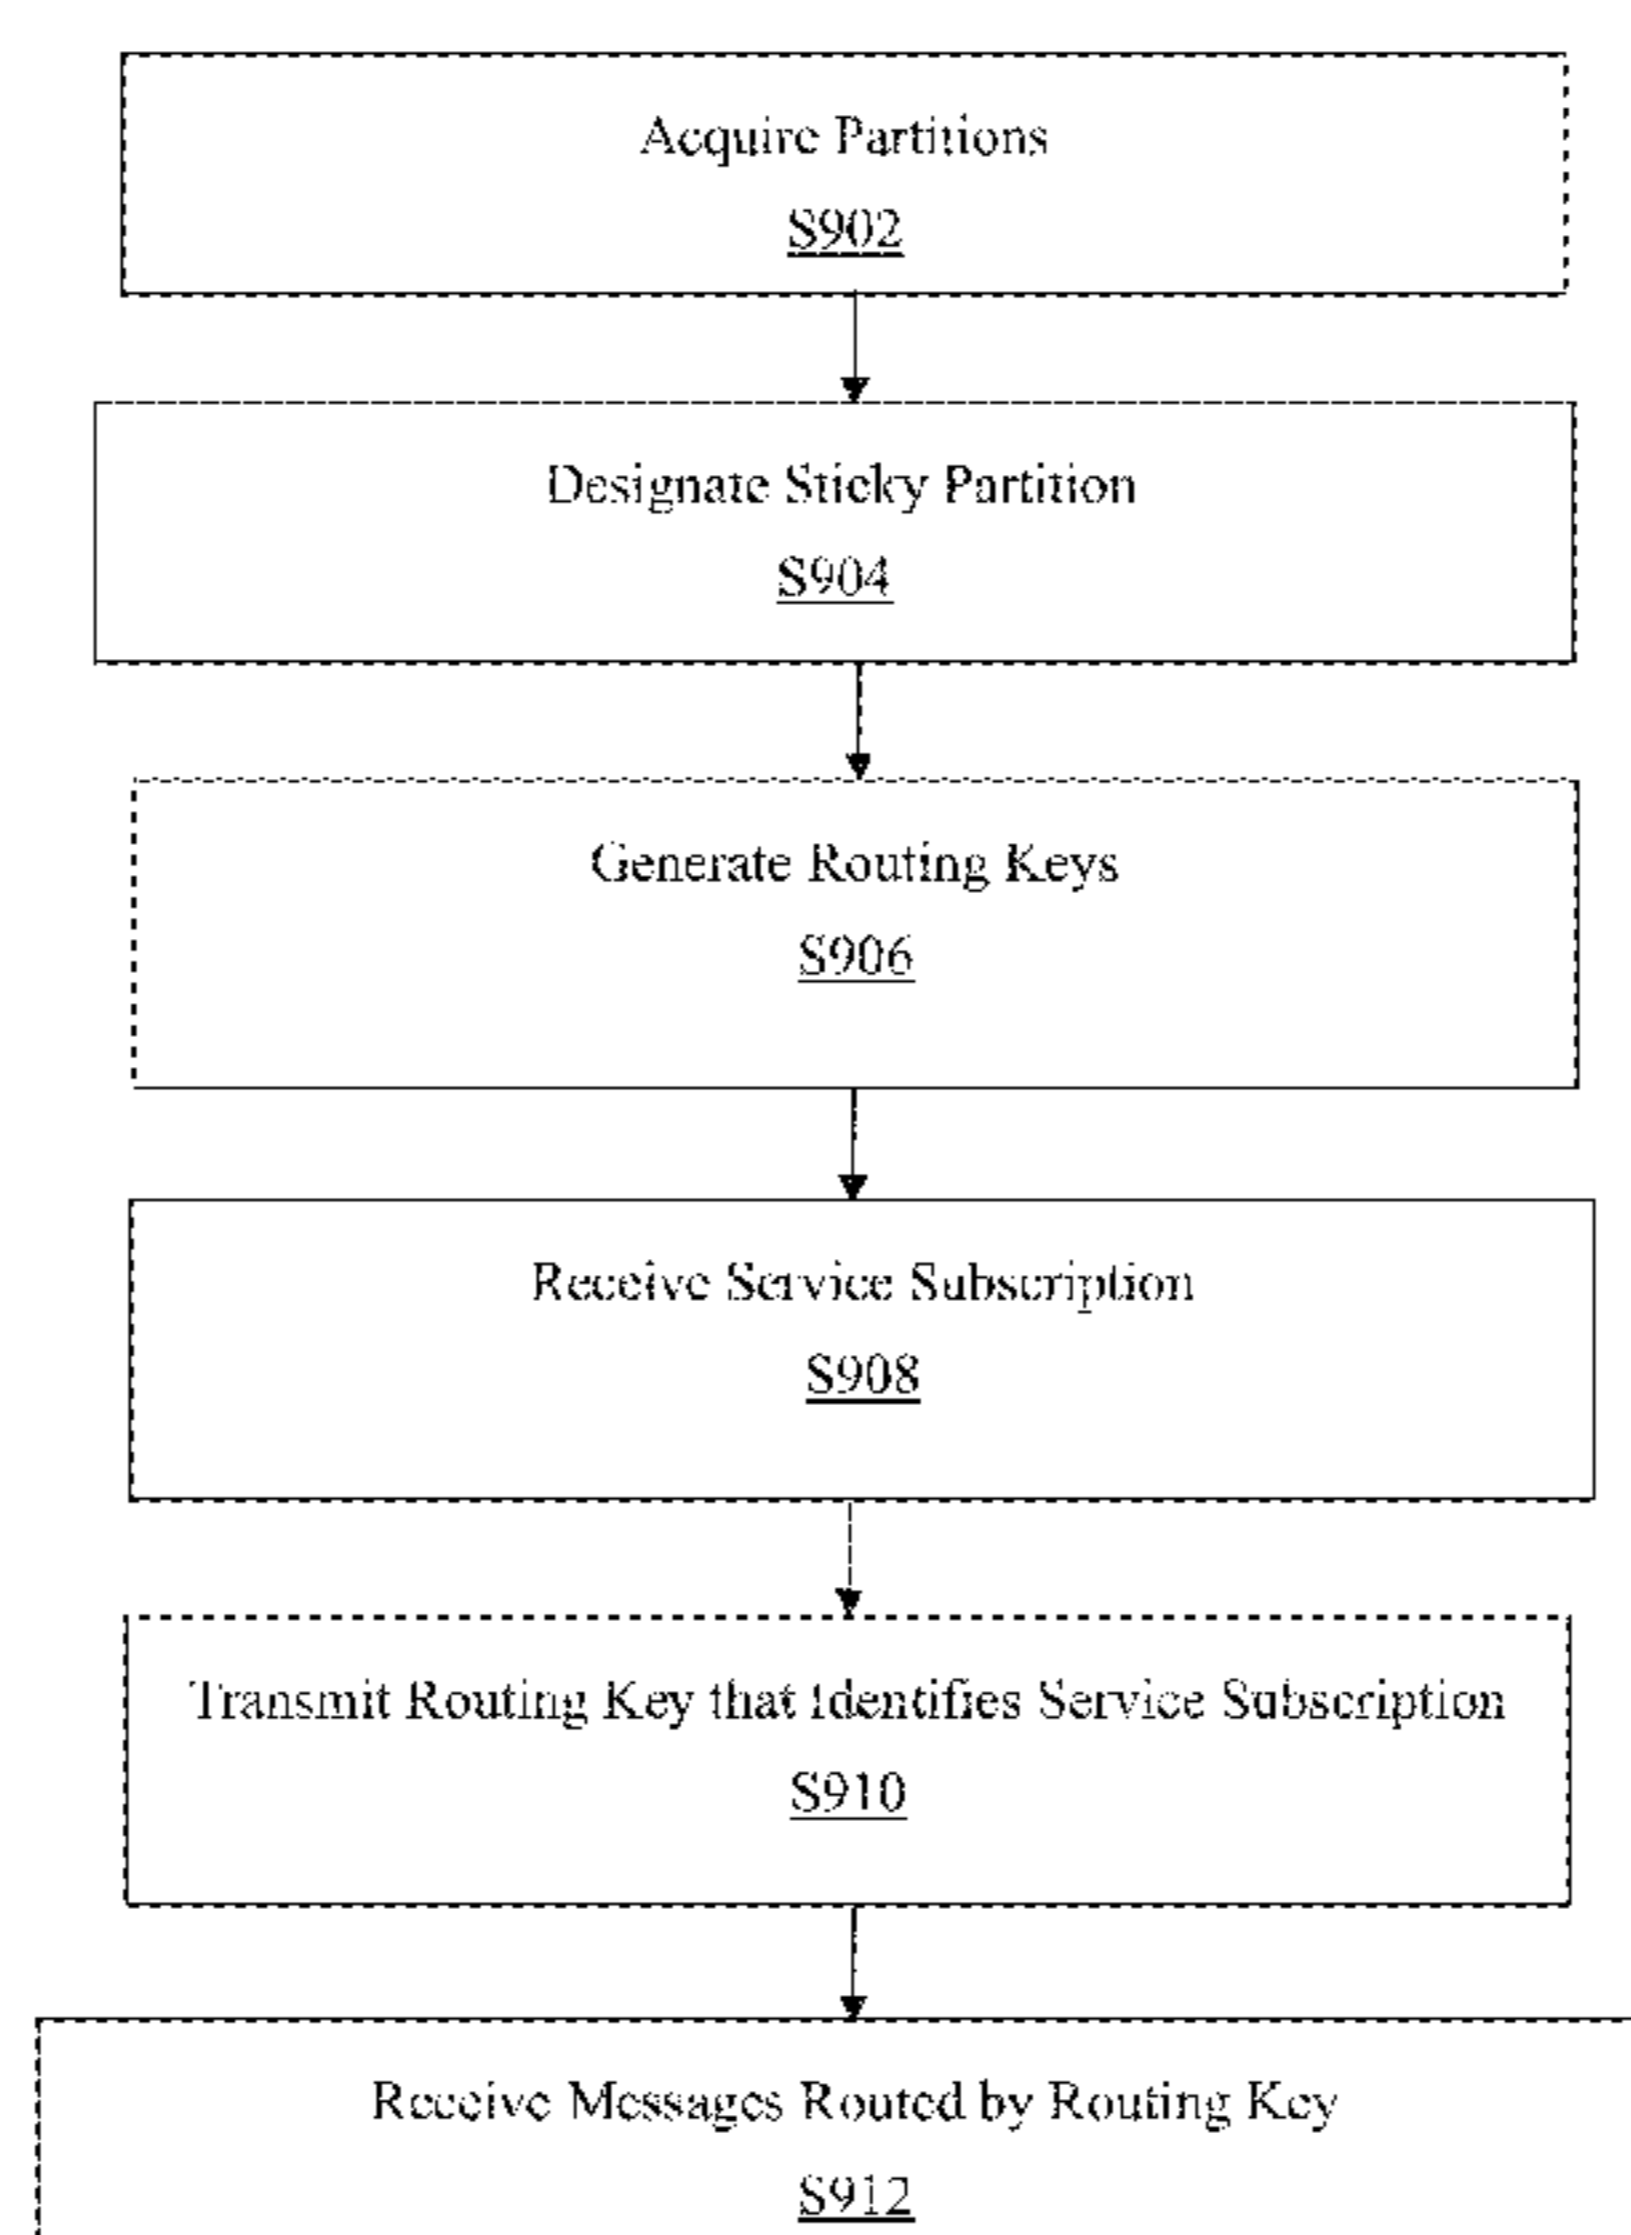 Acquire Partitions
S902
Designate Sticky Partition
S904
Generate Routing Keys
S906
Receive Service Subscription
S908
Transmit Routing Key that Identifies Service Subscription
S910
Receive Messages Routed by Routing Key
S912